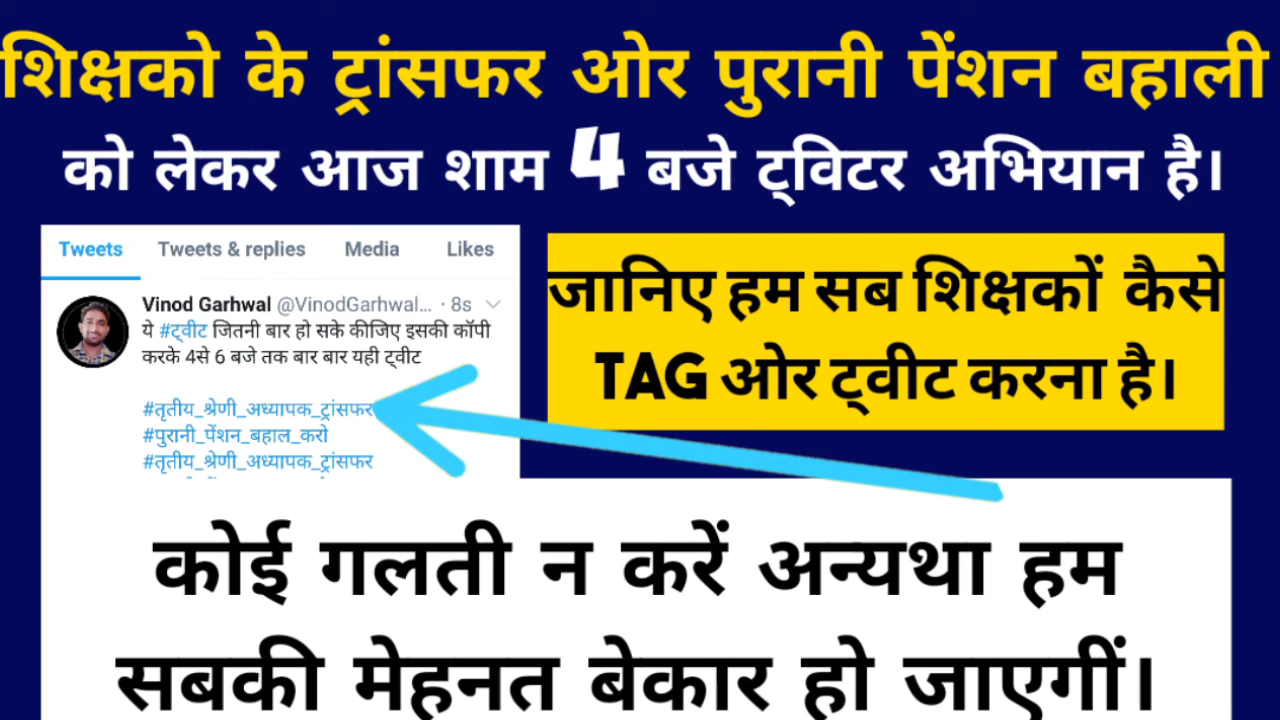 शिक्षको के ट्रांसफर ओर पुरानी पेंशन बहाली
को लेकर आज शाम 4 बजे ट्विटर अभियान है।
Tweets Tweets & replies Media Likes
Vinod Garhwal @VinodGarhwal... · 8s
ये #ट्वीट जितनी बार हो सके कीजिए इसकी कॉपी
करके 4से 6 बजे तक बार बार यही ट्वीट
#तृतीय_श्रेणी_अध्यापक_ट्रांसफर
#पुरानी_पेंशन_बहाल_करो
#तृतीय_श्रेणी_अध्यापक_ट्रांसफर
जानिए हम सब शिक्षकों कैसे
TAG ओर ट्वीट करना है।
कोई गलती न करें अन्यथा हम
सबकी मेहनत बेकार हो जाएगीं।